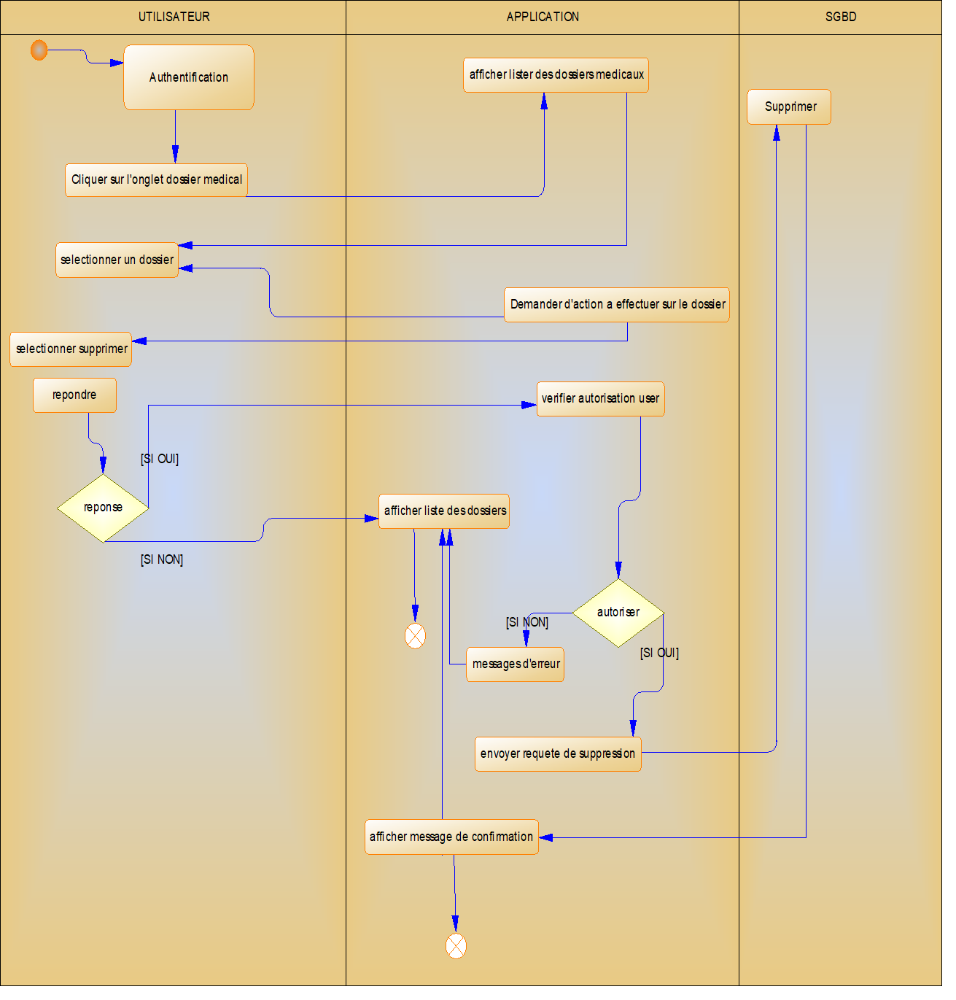 UTILISATEUR
APPLICATION
SGBD
Authentification
afficher lister des dossiers medicaux
Supprimer
Cliquer sur l'onglet dossier medical
selectionner un dossier
Demander d'action a effectuer sur le dossier
selectionner supprimer
repondre
verifier autorisation user
[SI OUI]
reponse
afficher liste des dossiers
[SI NON]
autoriser
[SI NON]
[SI OUI]
messages d'erreur
envoyer requete de suppression
afficher message de confirmation